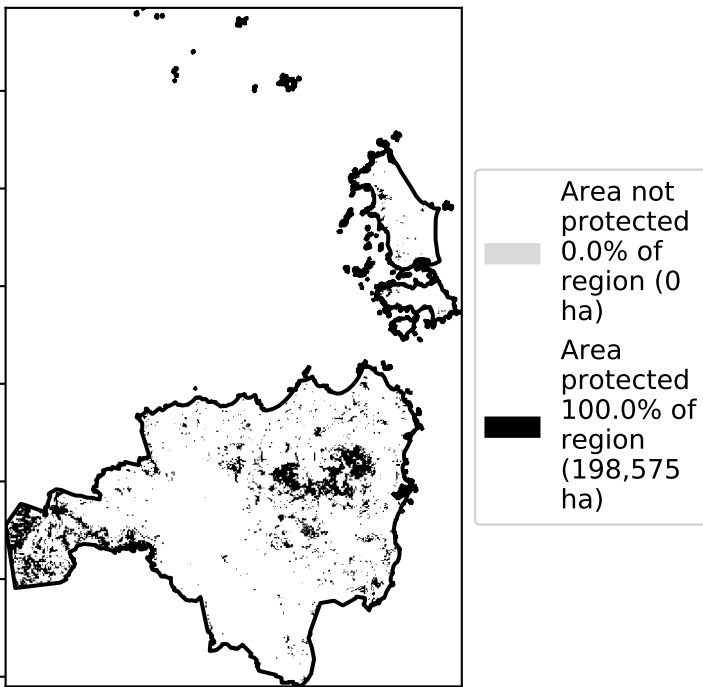 Area not
protected
0.0% of
region (0
ha)
Area
protected
100.0% of
region
(198,575
ha)